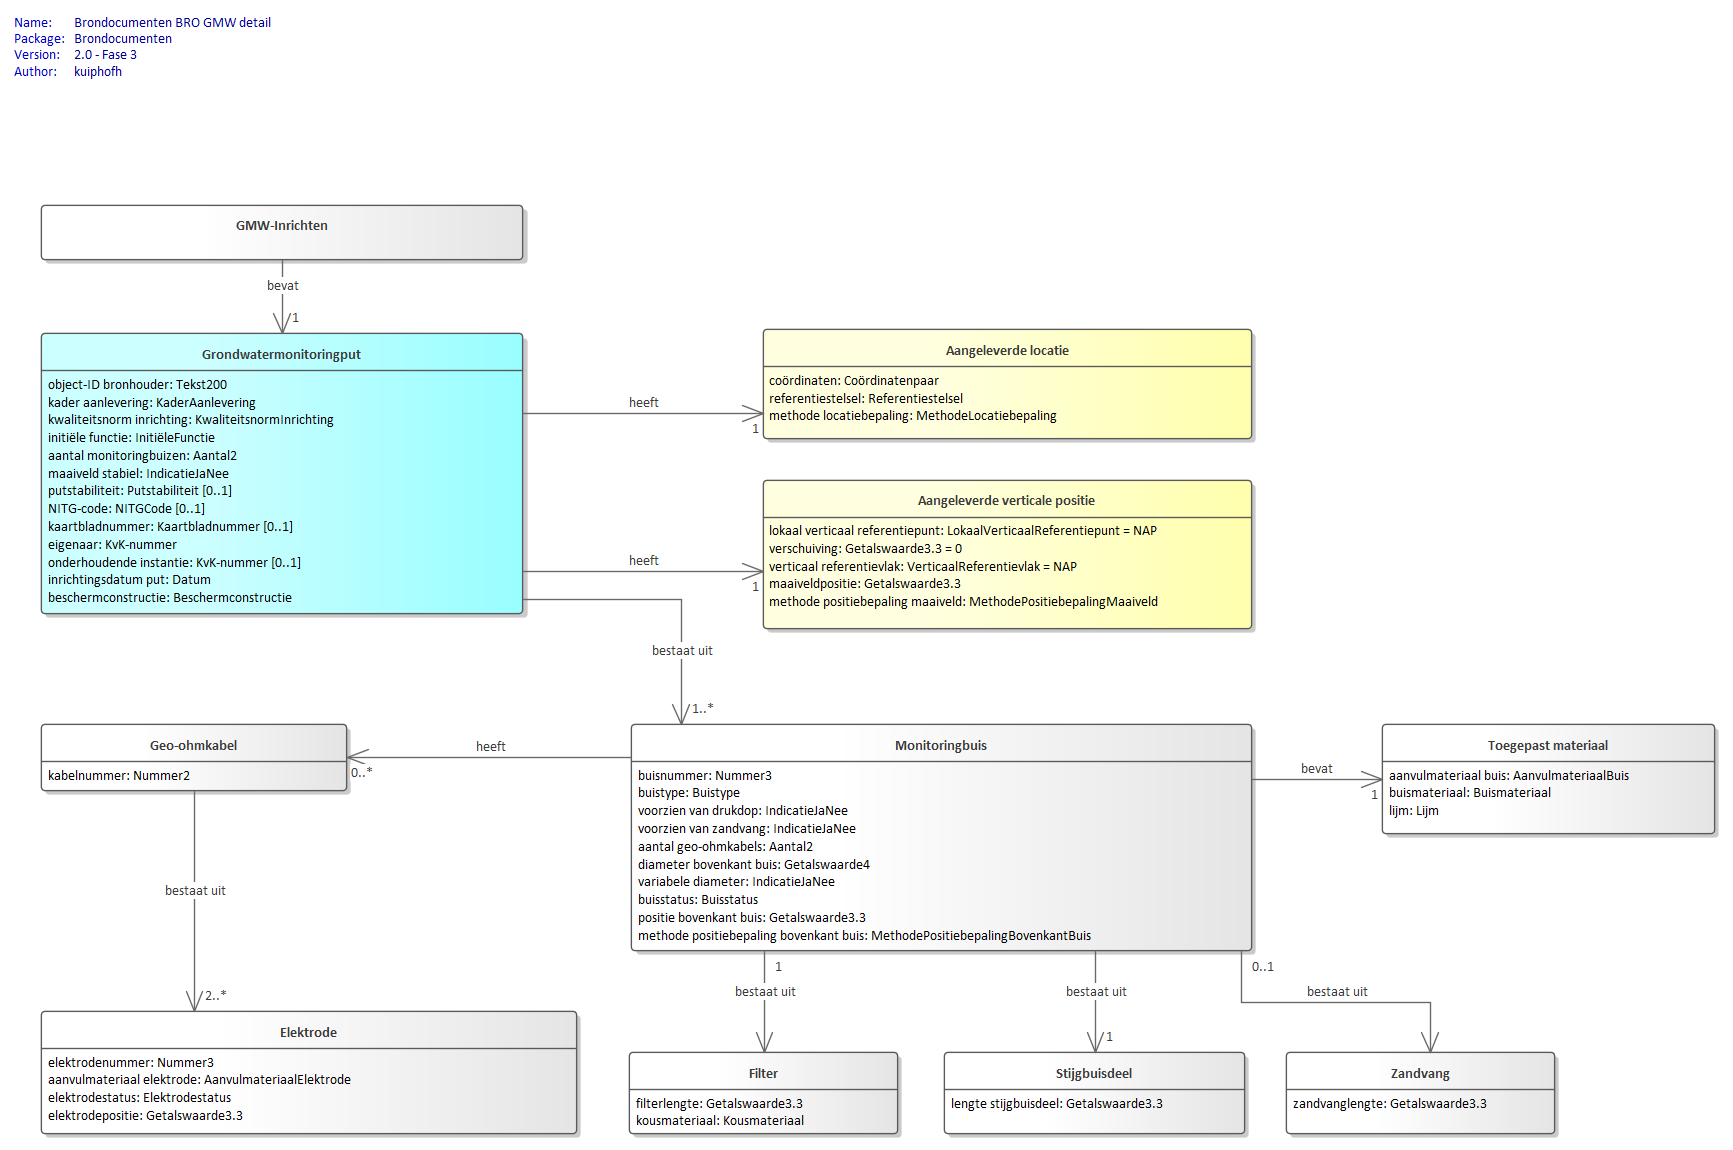 Name: Brondocumenten BRO GMW detail
Package: Brondocumenten
Version: 2.0 - Fase 3
Author: kuiphofh
GMW-Inrichten
bevat
1
Grondwatermonitoringput
object-ID bronhouder: Tekst200
kader aanlevering: KaderAanlevering
kwaliteitsnorm inrichting: KwaliteitsnormInrichting
initiële functie: InitiëleFunctie
aantal monitoringbuizen: Aantal2
maaiveld stabiel: IndicatieJaNee
putstabiliteit: Putstabiliteit [0..1]
NITG-code: NITGCode [0..1]
kaartbladnummer: Kaartbladnummer [0..1]
eigenaar: KvK-nummer
onderhoudende instantie: KvK-nummer [0..1]
inrichtingsdatum put: Datum
beschermconstructie: Beschermconstructie
heeft
1
Aangeleverde locatie
coördinaten: Coördinatenpaar
referentiestelsel: Referentiestelsel
methode locatiebepaling: MethodeLocatiebepaling
heeft
1
Aangeleverde verticale positie
lokaal verticaal referentiepunt: LokaalVerticaalReferentiepunt = NAP
verschuiving: Getalswaarde3.3 = 0
verticaal referentievlak: VerticaalReferentievlak = NAP
maaiveldpositie: Getalswaarde3.3
methode positiebepaling maaiveld: MethodePositiebepalingMaaiveld
bestaat uit
1..*
Geo-ohmkabel
kabelnummer: Nummer2
heeft
0..*
Monitoringbuis
buisnummer: Nummer3
buistype: Buistype
voorzien van drukdop: IndicatieJaNee
voorzien van zandvang: IndicatieJaNee
aantal geo-ohmkabels: Aantal2
diameter bovenkant buis: Getalswaarde4
variabele diameter: IndicatieJaNee
buisstatus: Buisstatus
positie bovenkant buis: Getalswaarde3.3
methode positiebepaling bovenkant buis: MethodePositiebepalingBovenkantBuis
bevat
1
Toegepast materiaal
aanvulmateriaal buis: AanvulmateriaalBuis
buismateriaal: Buismateriaal
lijm: Lijm
bestaat uit
2..*
Elektrode
elektrodenummer: Nummer3
aanvulmateriaal elektrode: AanvulmateriaalElektrode
elektrodestatus: Elektrodestatus
elektrodepositie: Getalswaarde3.3
1
bestaat uit
Filter
filterlengte: Getalswaarde3.3
kousmateriaal: Kousmateriaal
bestaat uit
1
Stijgbuisdeel
lengte stijgbuisdeel: Getalswaarde3.3
0..1
bestaat uit
Zandvang
zandvanglengte: Getalswaarde3.3